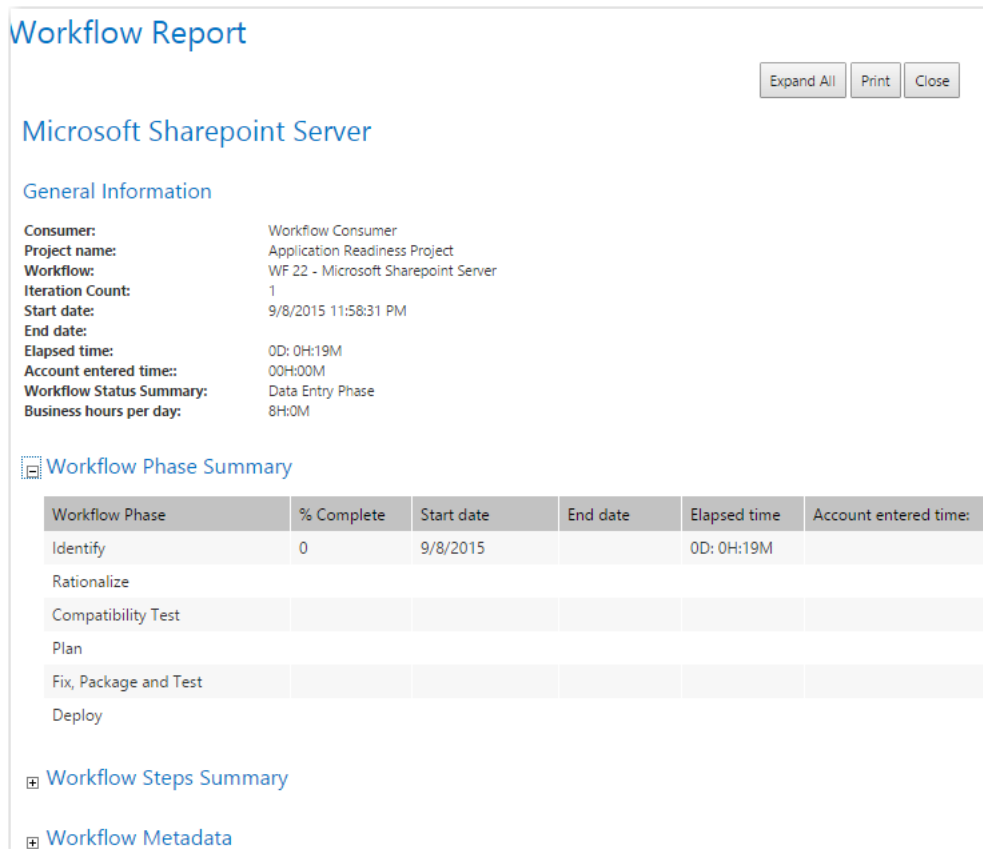 Workflow Report
Expand All Print Close
Microsoft Sharepoint Server
General Information
Consumer: Workflow Consumer
Project name: Application Readiness Project
Workflow: WF 22 - Microsoft Sharepoint Server
Iteration Count: 1
Start date: 9/8/2015 11:58:31 PM
End date:
Elapsed time: 0D: 0H:19M
Account entered time:: 00H:00M
Workflow Status Summary: Data Entry Phase
Business hours per day: 8H:0M
Workflow Phase Summary
Workflow Phase % Complete Start date End date Elapsed time Account entered time:
Identify 0 9/8/2015 0D: 0H:19M
Rationalize
Compatibility Test
Plan
Fix, Package and Test
Deploy
Workflow Steps Summary
Workflow Metadata